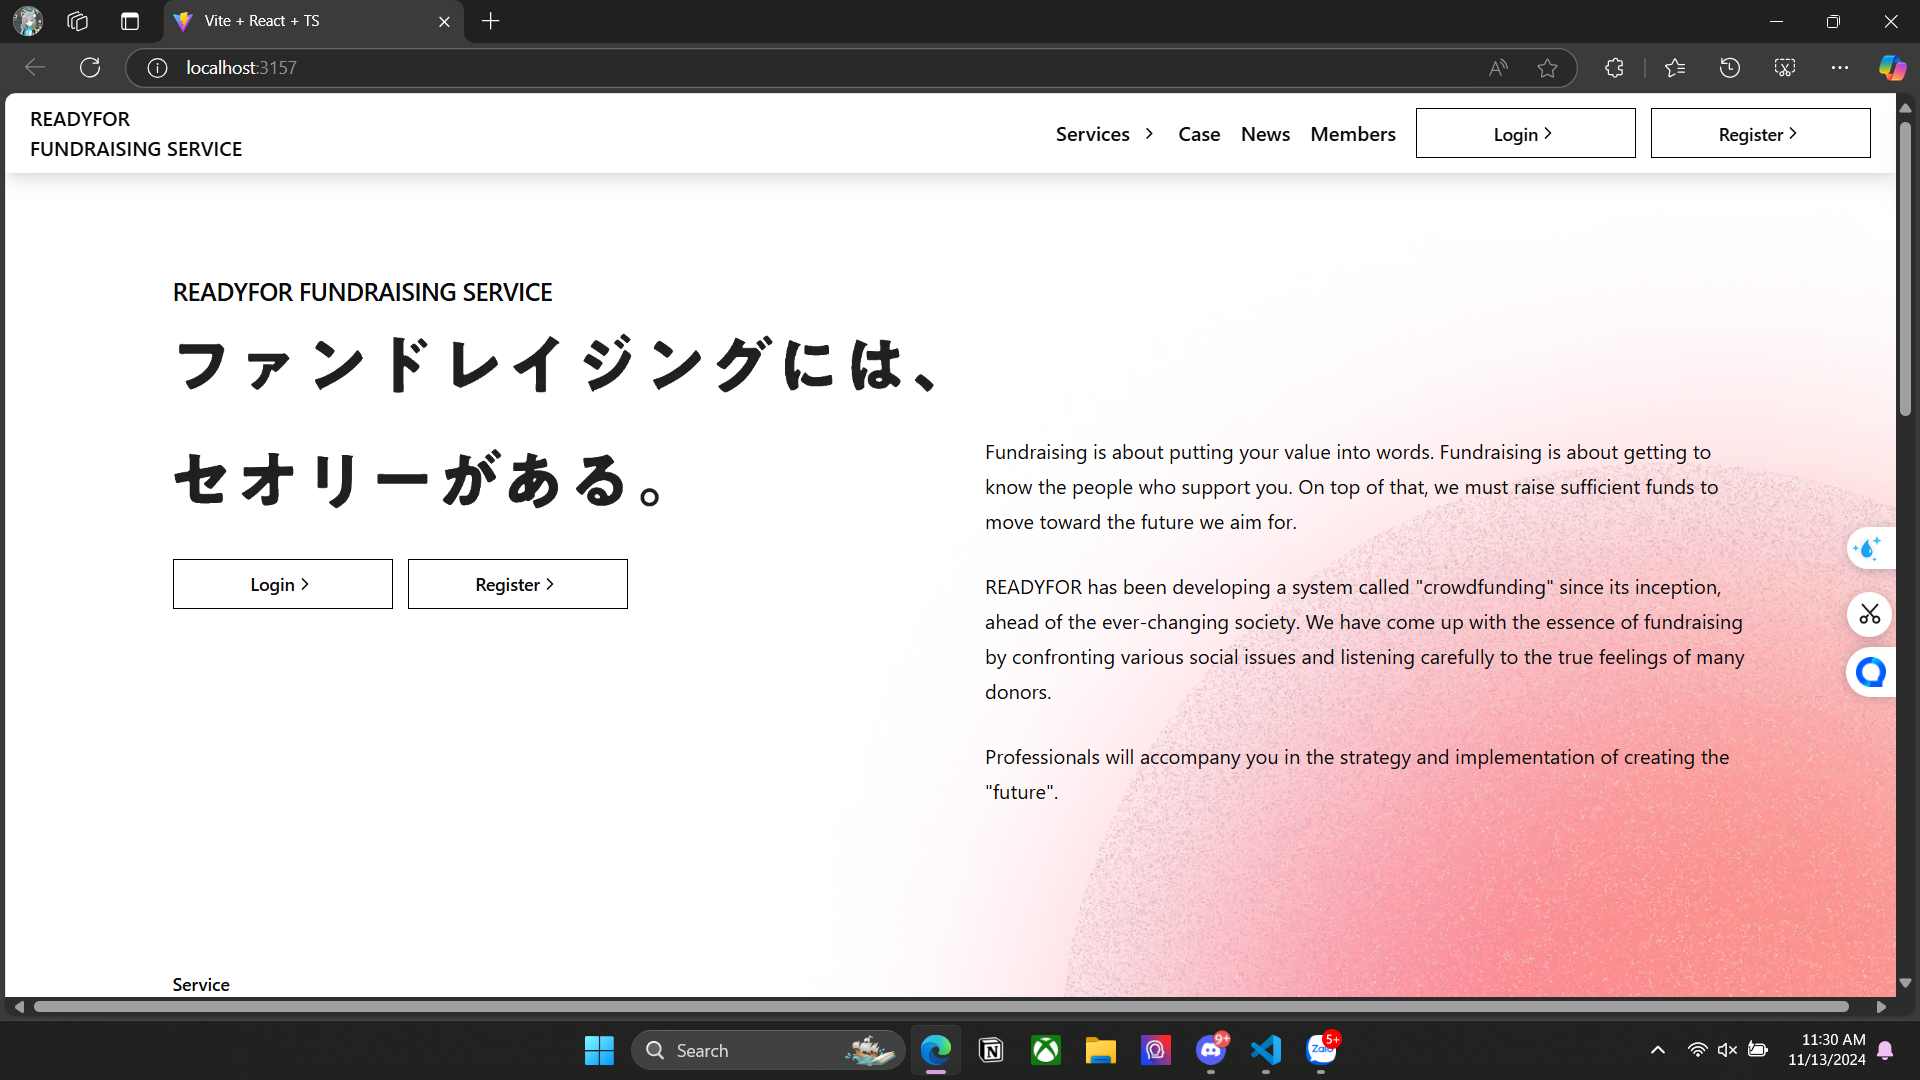 Vite + React + TS
localhost:3157
READYFOR
FUNDRAISING SERVICE
Services
Case
News
Members
Login
Register
READYFOR FUNDRAISING SERVICE
ファンドレイジングには、
セオリーがある。
Login
Register
Fundraising is about putting your value into words. Fundraising is about getting to
know the people who support you. On top of that, we must raise sufficient funds to
move toward the future we aim for.
READYFOR has been developing a system called "crowdfunding" since its inception,
ahead of the ever-changing society. We have come up with the essence of fundraising
by confronting various social issues and listening carefully to the true feelings of many
donors.
Professionals will accompany you in the strategy and implementation of creating the
"future".
Service
Search
9+
Zalo
5+
11:30 AM
11/13/2024